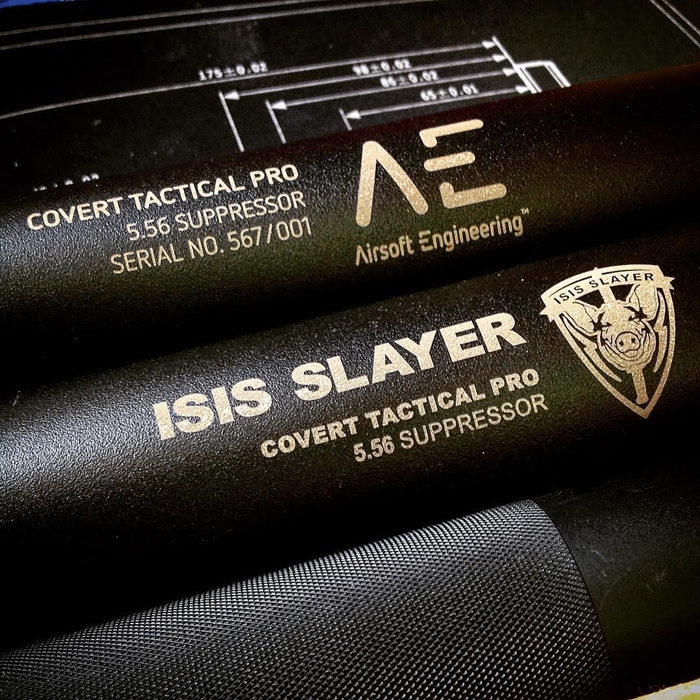 175±0.02
98±0.02
86±0.02
65±0.01
COVERT TACTICAL PRO
5.56 SUPPRESSOR
SERIAL NO. 567/001
AE
Airsoft Engineering™
ISIS SLAYER
ISIS SLAYER
COVERT TACTICAL PRO
5.56 SUPPRESSOR